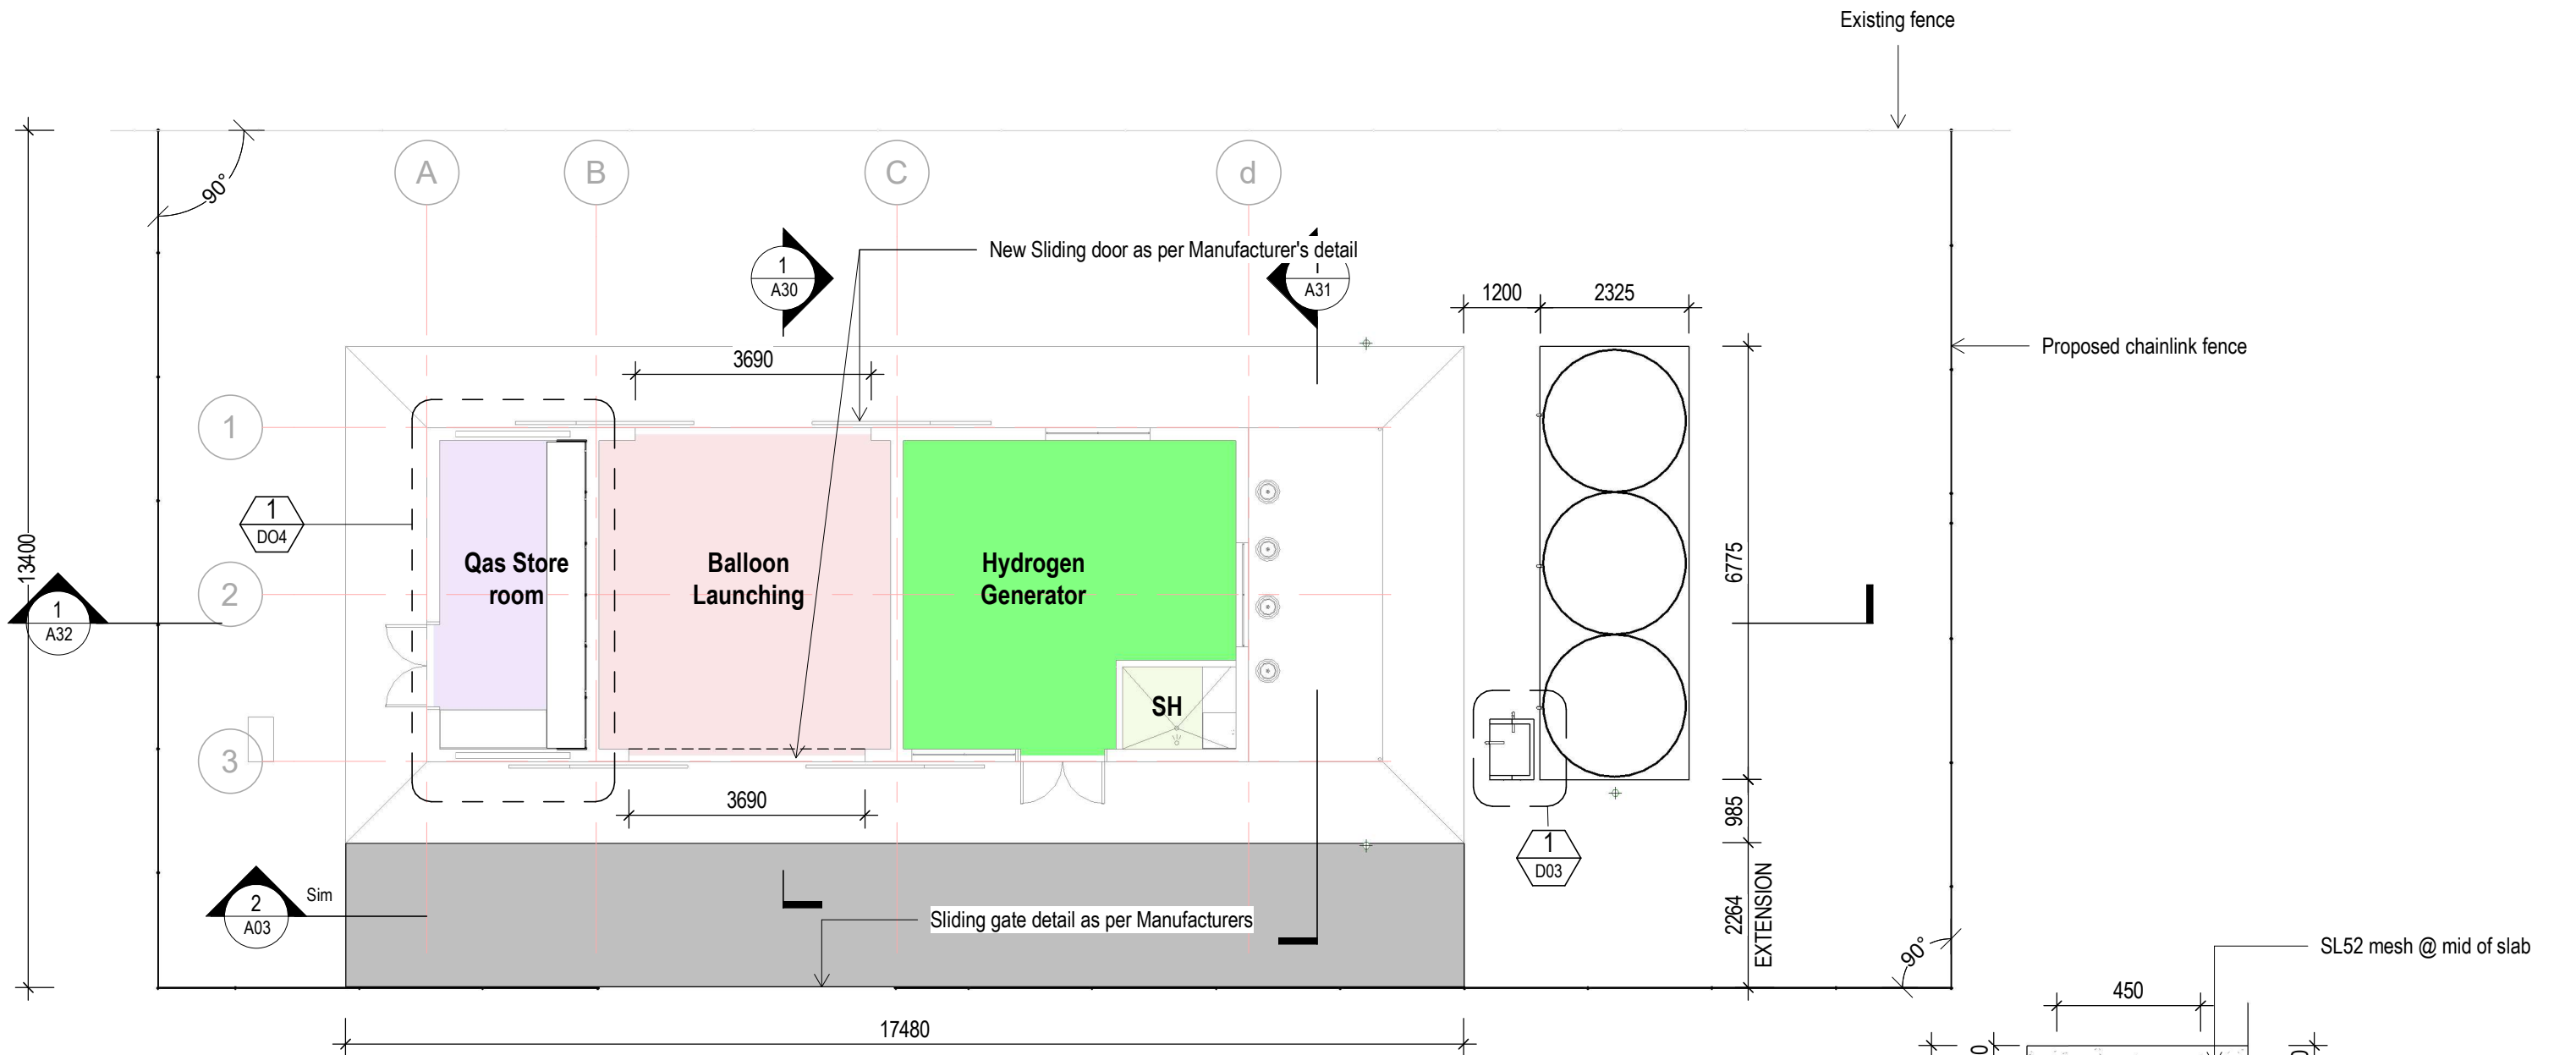 Existing fence
A
B
C
d
90°
New Sliding door as per Manufacturer's detail
1
A30
A31
1200
2325
Proposed chainlink fence
3690
1
1
DO4
13400
Qas Store
room
Balloon
Launching
Hydrogen
Generator
6775
2
1
A32
SH
3
3690
985
1
D03
2264
EXTENSION
2
A03
Sim
Sliding gate detail as per Manufacturers
90°
SL52 mesh @ mid of slab
450
17480